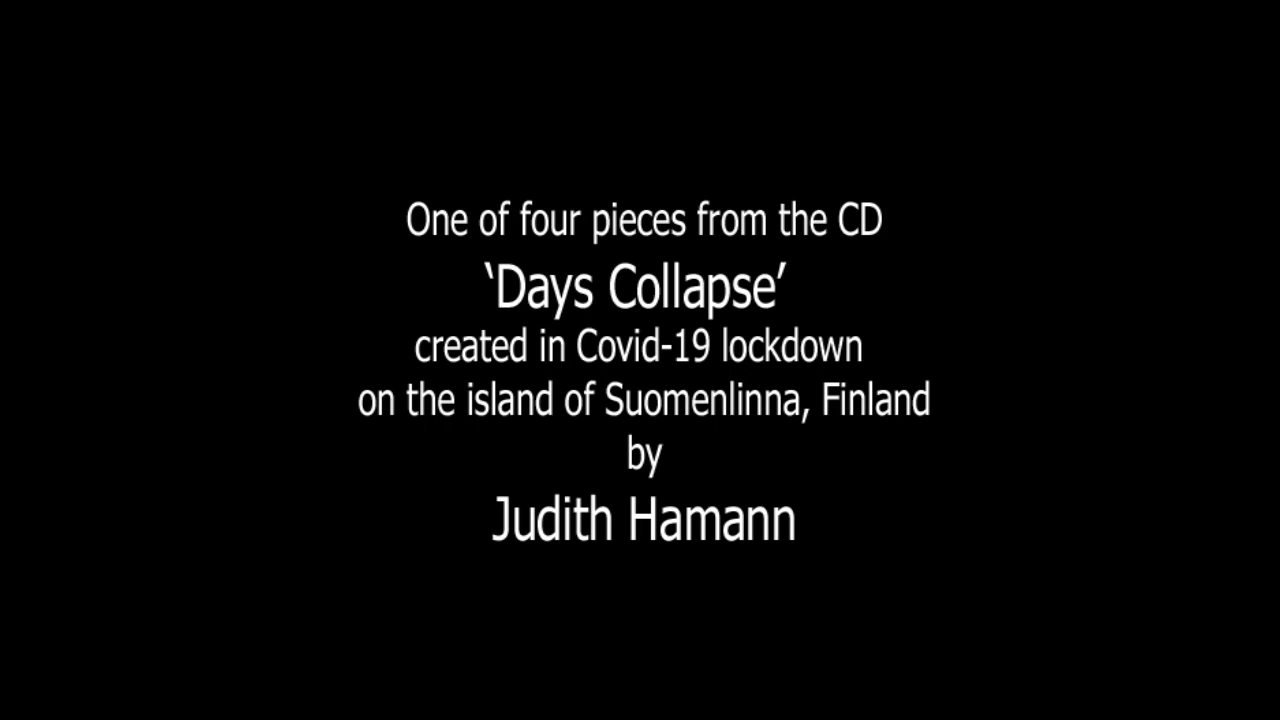 One of four pieces from the CD
‘Days Collapse’
created in Covid-19 lockdown
on the island of Suomenlinna, Finland
by
Judith Hamann